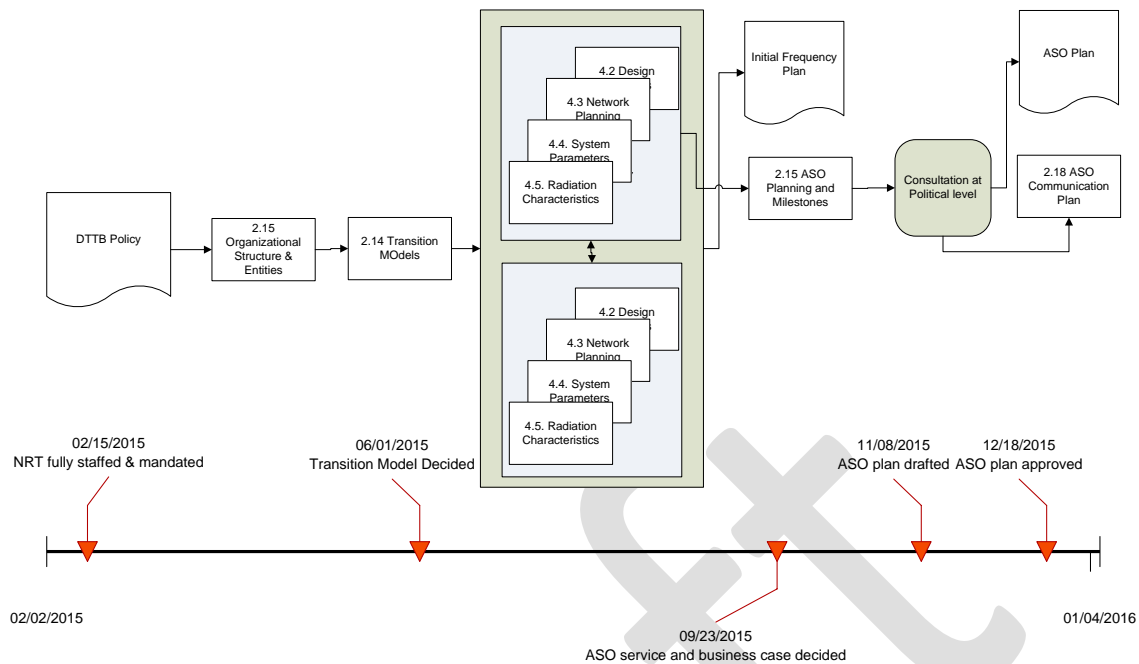 DTTB Policy
2.15
Organizational
Structure &
Entities
2.14 Transition
MOdels
4.2 Design
4.3 Network
Planning
4.4. System
Parameters
4.5. Radiation
Characteristics
4.2 Design
4.3 Network
Planning
4.4. System
Parameters
4.5. Radiation
Characteristics
Initial Frequency
Plan
2.15 ASO
Planning and
Milestones
Consultation at
Political level
ASO Plan
2.18 ASO
Communication
Plan
02/15/2015
NRT fully staffed & mandated
06/01/2015
Transition Model Decided
11/08/2015
ASO plan drafted
12/18/2015
ASO plan approved
02/02/2015
01/04/2016
09/23/2015
ASO service and business case decided